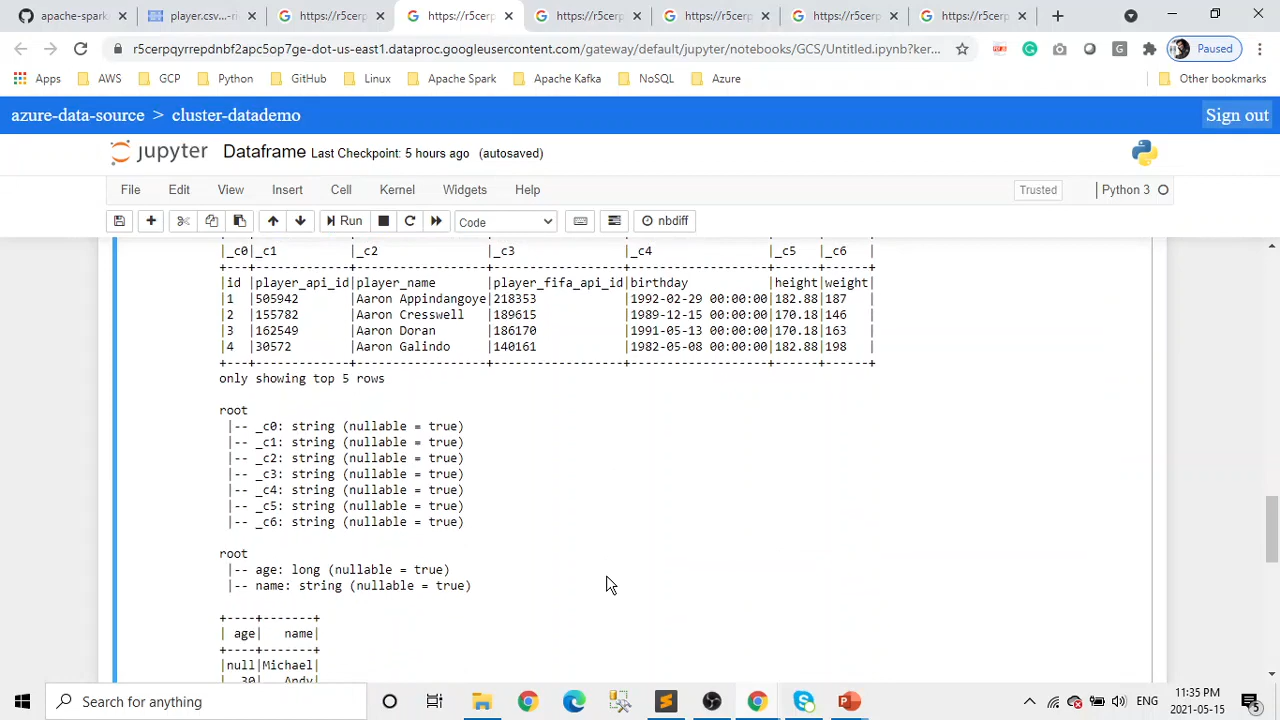 apache-spark
player.csv...
https://r5cerp
https://r5cerp
https://r5cerp
https://r5cerp
https://r5cerp
https://r5cerp
r5cerpqyrrepdnbf2apc5op7ge-dot-us-east1.dataproc.googleusercontent.com/gateway/default/jupyter/notebooks/GCS/Untitled.ipynb?ker...
Paused
Apps AWS GCP Python GitHub Linux Apache Spark Apache Kafka NoSQL Azure Other bookmarks
azure-data-source > cluster-datademo Sign out
jupyter Dataframe Last Checkpoint: 5 hours ago (autosaved)
File Edit View Insert Cell Kernel Widgets Help Trusted Python 3
Run Code nbdiff
|_c0|_c1 |_c2 |_c3 |_c4 |_c5 |_c6 |
+---+-------------+------------------+------------------+-------------------+------+------+
|id |player_api_id|player_name |player_fifa_api_id|birthday |height|weight|
|1 |505942 |Aaron Appindangoye|218353 |1992-02-29 00:00:00|182.88|187 |
|2 |155782 |Aaron Cresswell |189615 |1989-12-15 00:00:00|170.18|146 |
|3 |162549 |Aaron Doran |186170 |1991-05-13 00:00:00|170.18|163 |
|4 |30572 |Aaron Galindo |140161 |1982-05-08 00:00:00|182.88|198 |
+---+-------------+------------------+------------------+-------------------+------+------+
only showing top 5 rows
root
|-- _c0: string (nullable = true)
|-- _c1: string (nullable = true)
|-- _c2: string (nullable = true)
|-- _c3: string (nullable = true)
|-- _c4: string (nullable = true)
|-- _c5: string (nullable = true)
|-- _c6: string (nullable = true)
root
|-- age: long (nullable = true)
|-- name: string (nullable = true)
+----+-------+
| age| name|
+----+-------+
|null|Michael|
| 30| Andy|
Search for anything
ENG
11:35 PM
2021-05-15
5